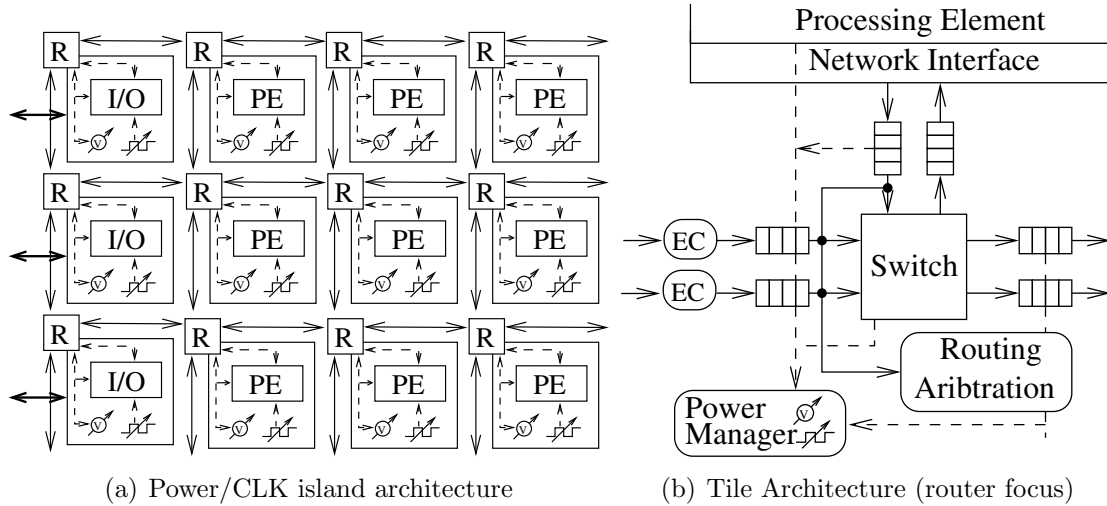 R R R R
I/O PE PE PE
V V V V
R R R R
I/O PE PE PE
V V V V
R R R R
I/O PE PE PE
V V V V
(a) Power/CLK island architecture
Processing Element
Network Interface
EC
Switch
EC
Routing
Aribtration
Power
V
Manager
(b) Tile Architecture (router focus)